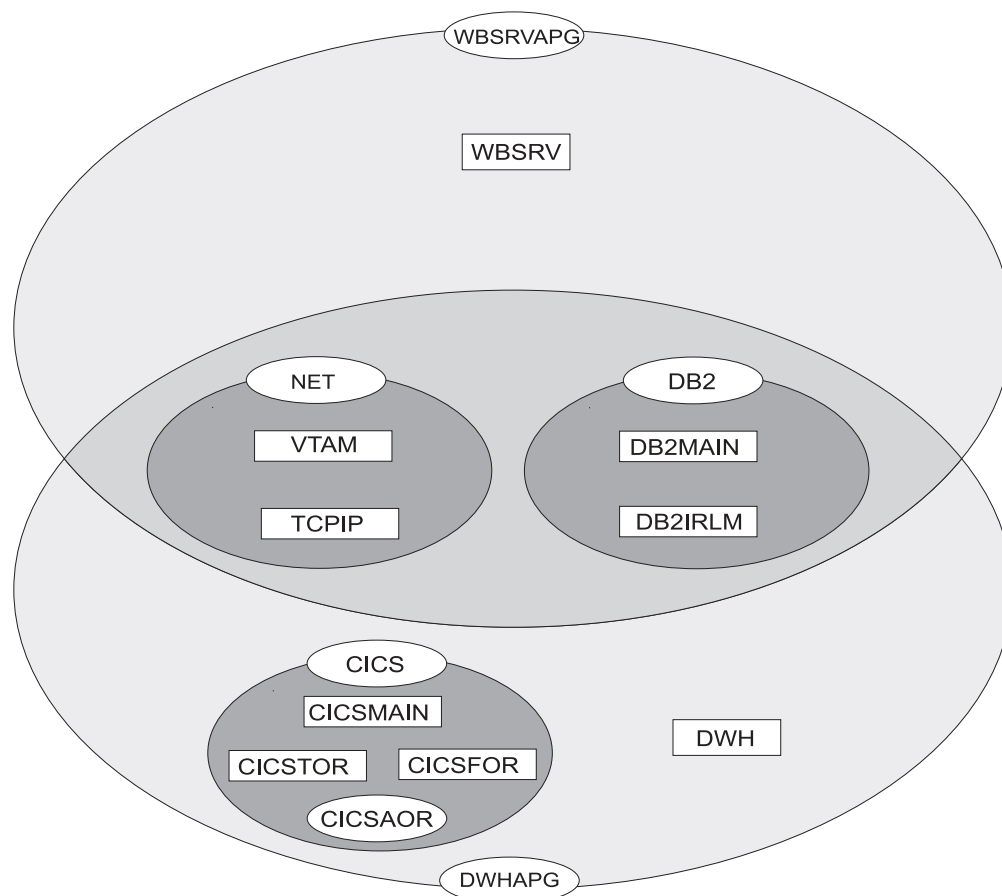 WBSRVAPG
WBSRV
NET
DB2
VTAM
DB2MAIN
TCPIP
DB2IRLM
CICS
CICSMAIN
DWH
CICSTOR
CICSFOR
CICSAOR
DWHAPG